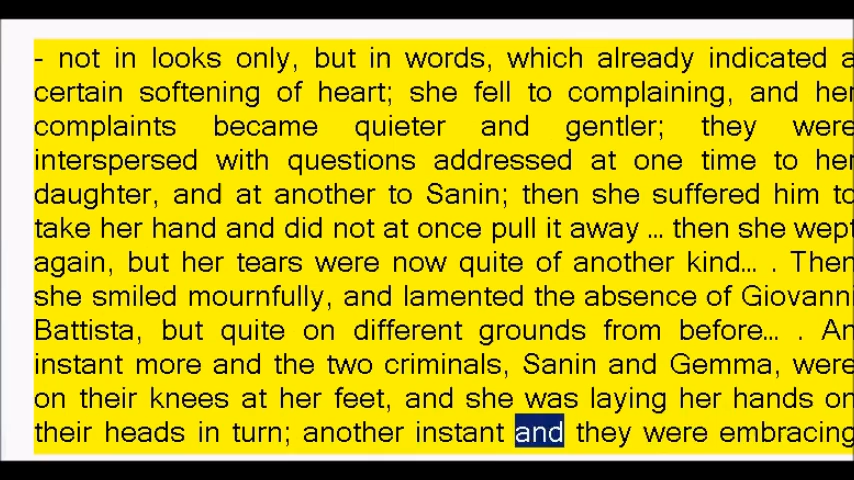 - not in looks only, but in words, which already indicated a
certain softening of heart; she fell to complaining, and her
complaints became quieter and gentler; they were
interspersed with questions addressed at one time to her
daughter, and at another to Sanin; then she suffered him to
take her hand and did not at once pull it away ... then she wept
again, but her tears were now quite of another kind... . Then
she smiled mournfully, and lamented the absence of Giovanni
Battista, but quite on different grounds from before... . An
instant more and the two criminals, Sanin and Gemma, were
on their knees at her feet, and she was laying her hands on
their heads in turn; another instant and they were embracing